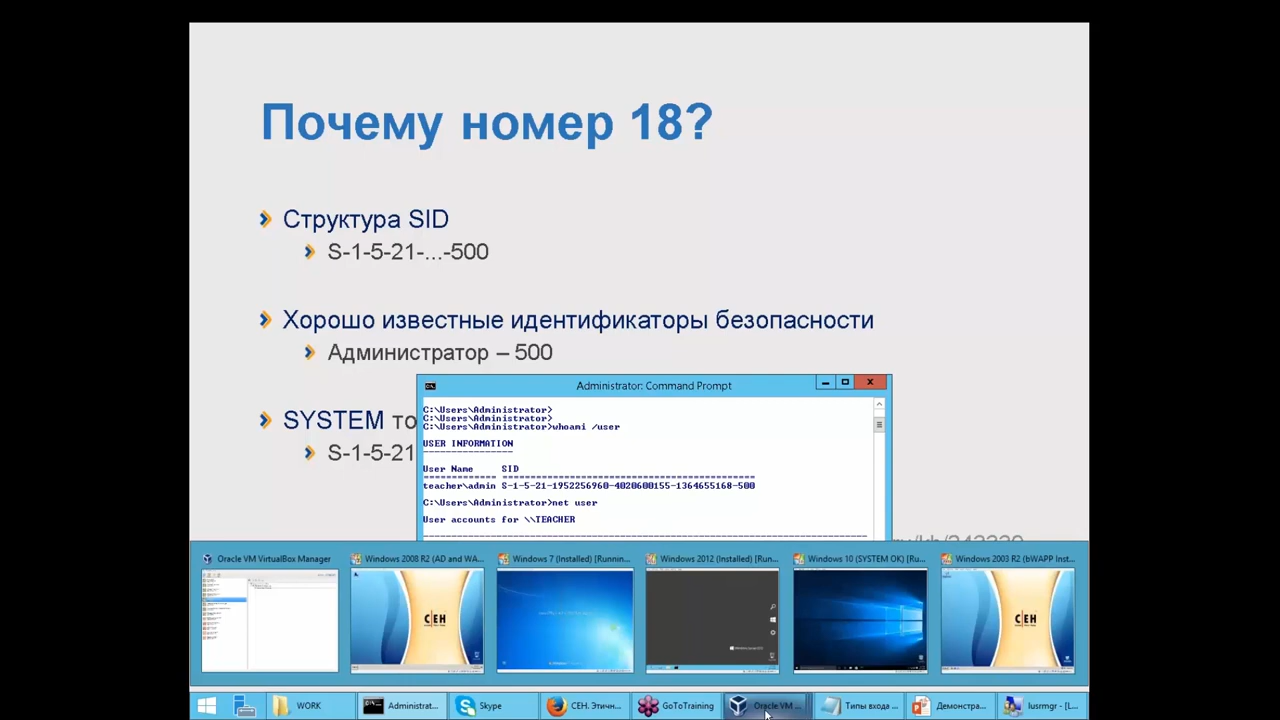 Почему номер 18?
Структура SID
S-1-5-21-...-500
Хорошо известные идентификаторы безопасности
Администратор – 500
SYSTEM то
S-1-5-21
Administrator: Command Prompt
C:\Users\Administrator>
C:\Users\Administrator>
C:\Users\Administrator>whoami /user
USER INFORMATION
----------------
User Name SID
============= ==============================================
teacher\admin S-1-5-21-1952256960-4020600155-1364655168-500
C:\Users\Administrator>net user
User accounts for \\TEACHER
Oracle VM VirtualBox Manager
Windows 2008 R2 (AD and WA...
Windows 7 (Installed) [Runnin...
Windows 2012 (Installed) [Run...
Windows 10 (SYSTEM OK) [Ru...
Windows 2003 R2 (bWAPP Inst...
C|EH
C|EH
WORK
Administrat...
Skype
CEH. Этичн...
GoToTraining
Oracle VM ...
Типы входа ...
Демонстра...
lusrmgr - [L...